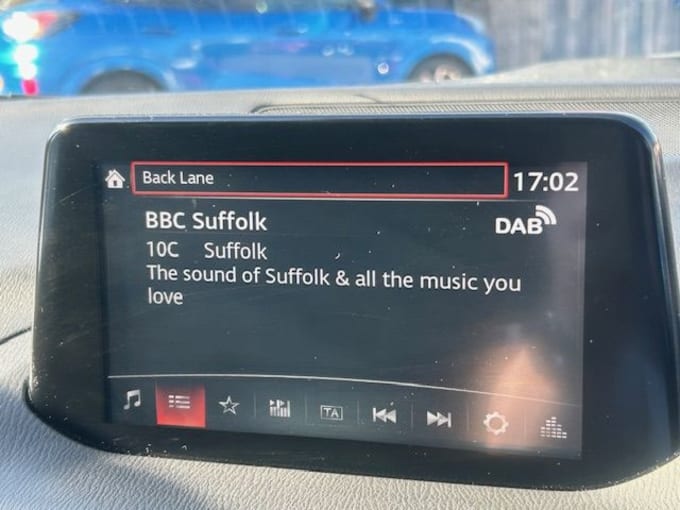 Back Lane
17:02
BBC Suffolk
DAB
10C Suffolk
The sound of Suffolk & all the music you
love
TA